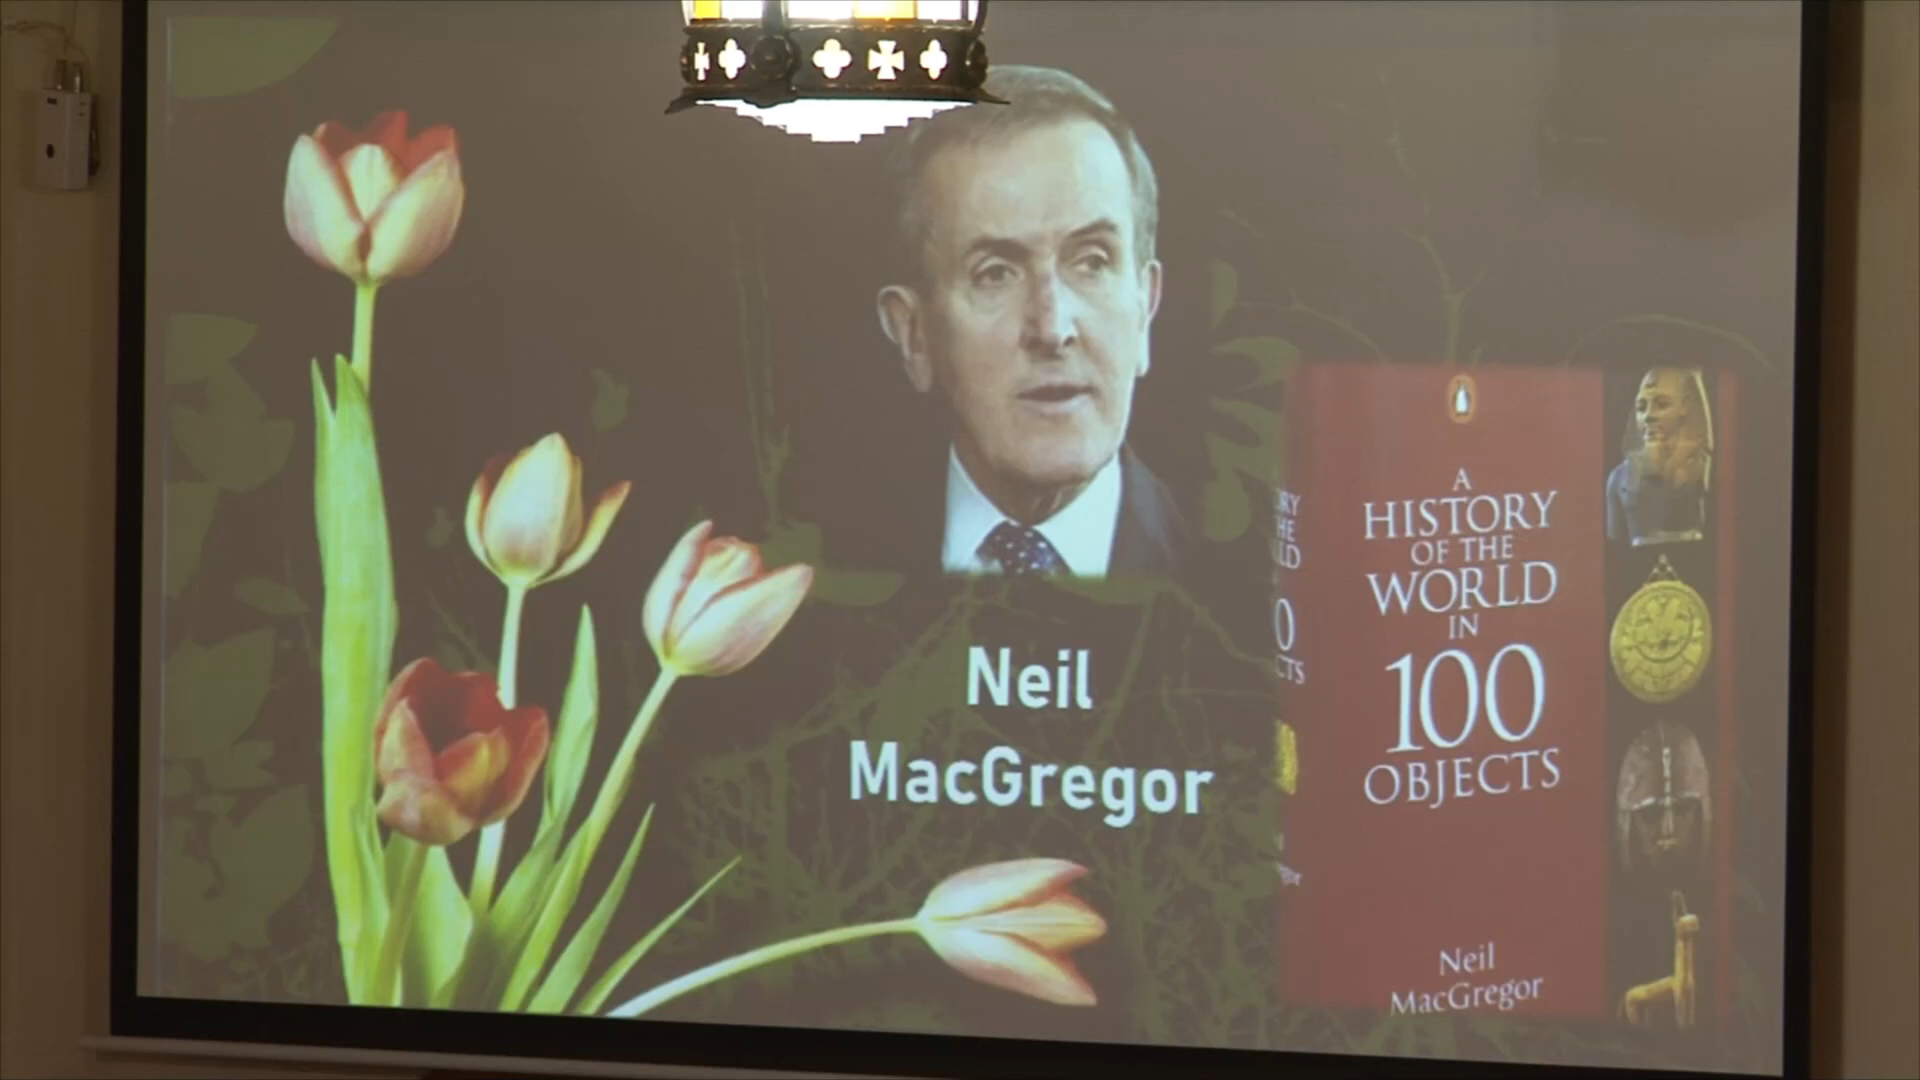 Neil
MacGregor
A
HISTORY
OF THE
WORLD
IN
100
OBJECTS
Neil
MacGregor